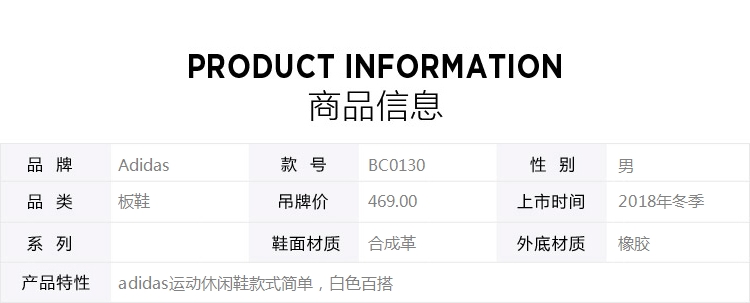 PRODUCT INFORMATION
商品信息
品 牌 Adidas 款 号 BC0130 性 别 男
品 类 板鞋 吊牌价 469.00 上市时间 2018年冬季
系 列 鞋面材质 合成革 外底材质 橡胶
产品特性 adidas运动休闲鞋款式简单，白色百搭